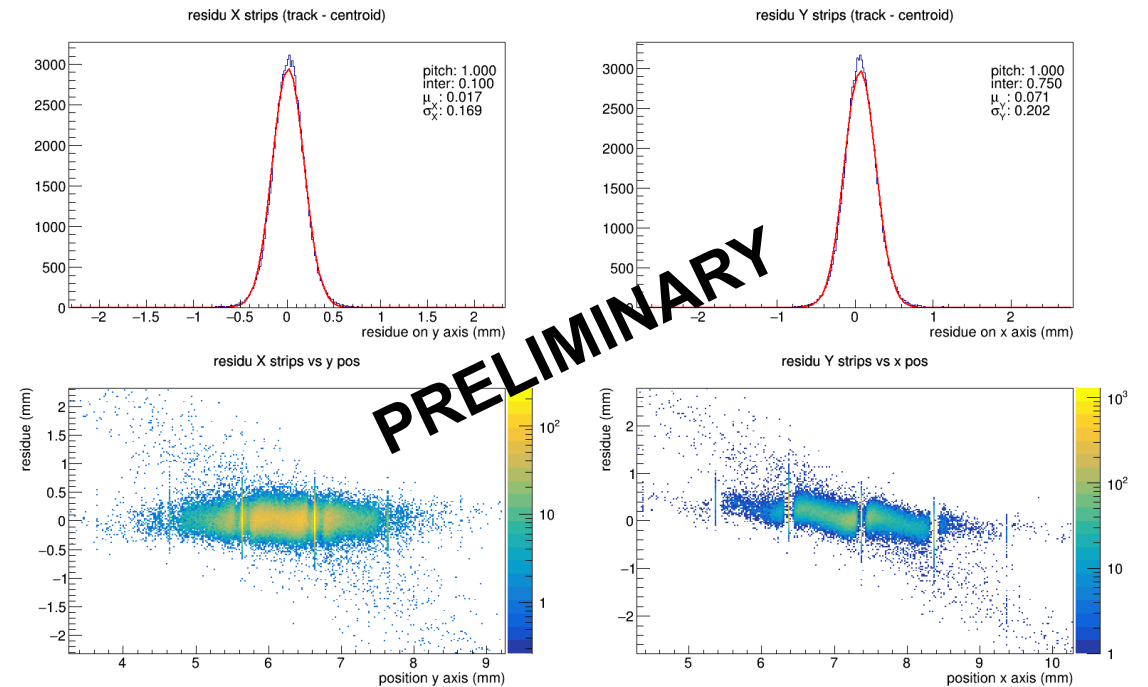 residu X strips (track - centroid)
pitch: 1.000
inter: 0.100
μX: 0.017
σX: 0.169
3000
2500
2000
1500
1000
500
0
−2 −1.5 −1 −0.5 0 0.5 1 1.5 2
residue on y axis (mm)
residu Y strips (track - centroid)
pitch: 1.000
inter: 0.750
μY: 0.071
σY: 0.202
3000
2500
2000
1500
1000
500
0
−2 −1 0 1 2
residue on x axis (mm)
PRELIMINARY
residu X strips vs y pos
residue (mm)
2
1.5
1
0.5
0
−0.5
−1
−1.5
−2
4 5 6 7 8 9
position y axis (mm)
10²
10
1
residu Y strips vs x pos
residue (mm)
2
1
0
−1
−2
5 6 7 8 9 10
position x axis (mm)
10³
10²
10
1